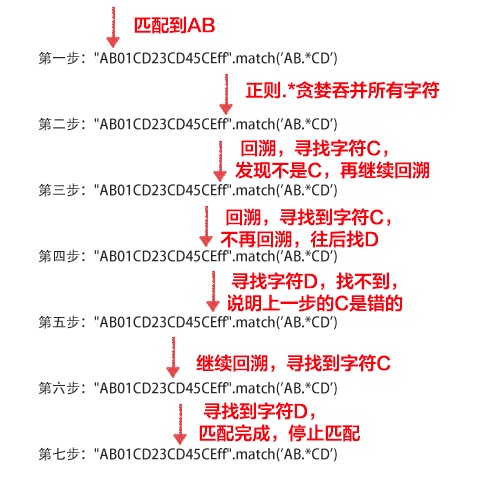 匹配到AB
第一步："AB01CD23CD45CEff".match('AB.*CD')
正则.*贪婪吞并所有字符
第二步："AB01CD23CD45CEff".match('AB.*CD')
回溯，寻找字符C，
发现不是C，再继续回溯
第三步："AB01CD23CD45CEff".match('AB.*CD')
回溯，寻找到字符C，
不再回溯，往后找D
第四步："AB01CD23CD45CEff".match('AB.*CD')
寻找字符D，找不到，
说明上一步的C是错的
第五步："AB01CD23CD45CEff".match('AB.*CD')
继续回溯，寻找到字符C
第六步："AB01CD23CD45CEff".match('AB.*CD')
寻找到字符D，
匹配完成，停止匹配
第七步："AB01CD23CD45CEff".match('AB.*CD')